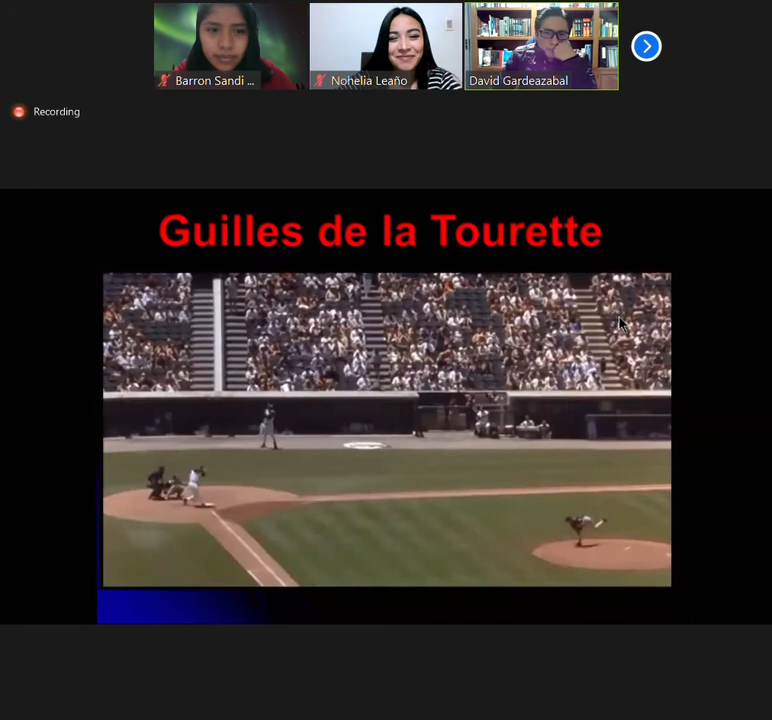 Barron Sandi ...
Nohelia Leaño
David Gardeazabal
Recording
Guilles de la Tourette